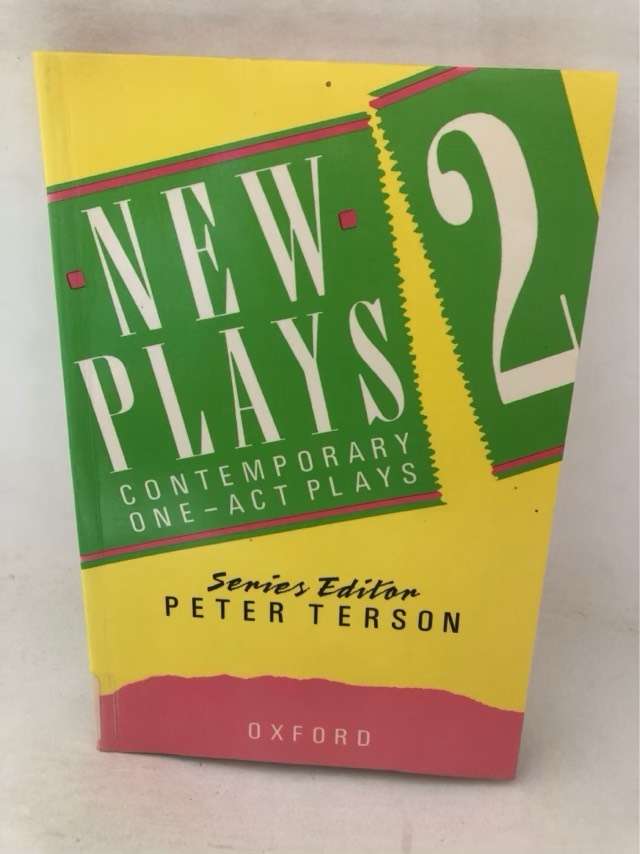 ·NEW·
PLAYS
CONTEMPORARY
ONE-ACT PLAYS
2
Series Editor
PETER TERSON
OXFORD